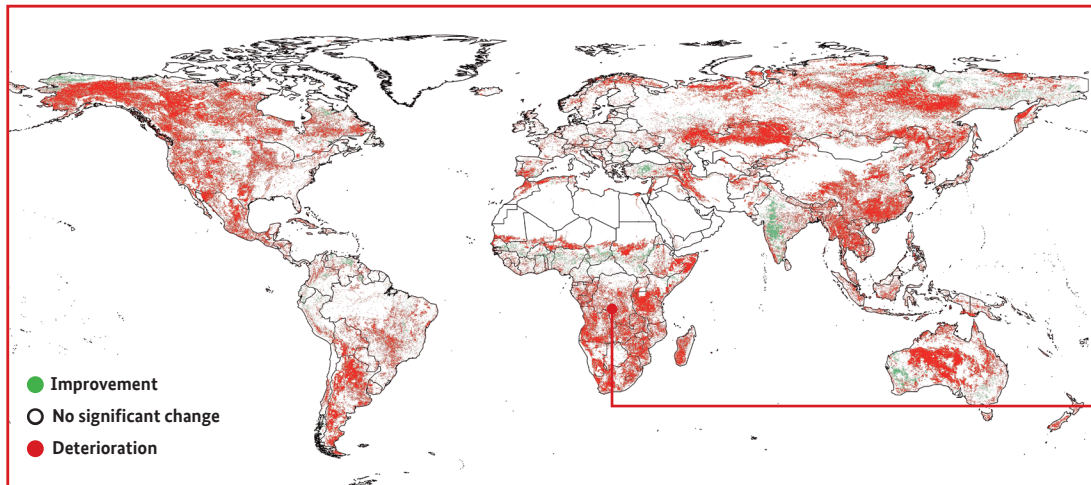 Improvement
No significant change
Deterioration